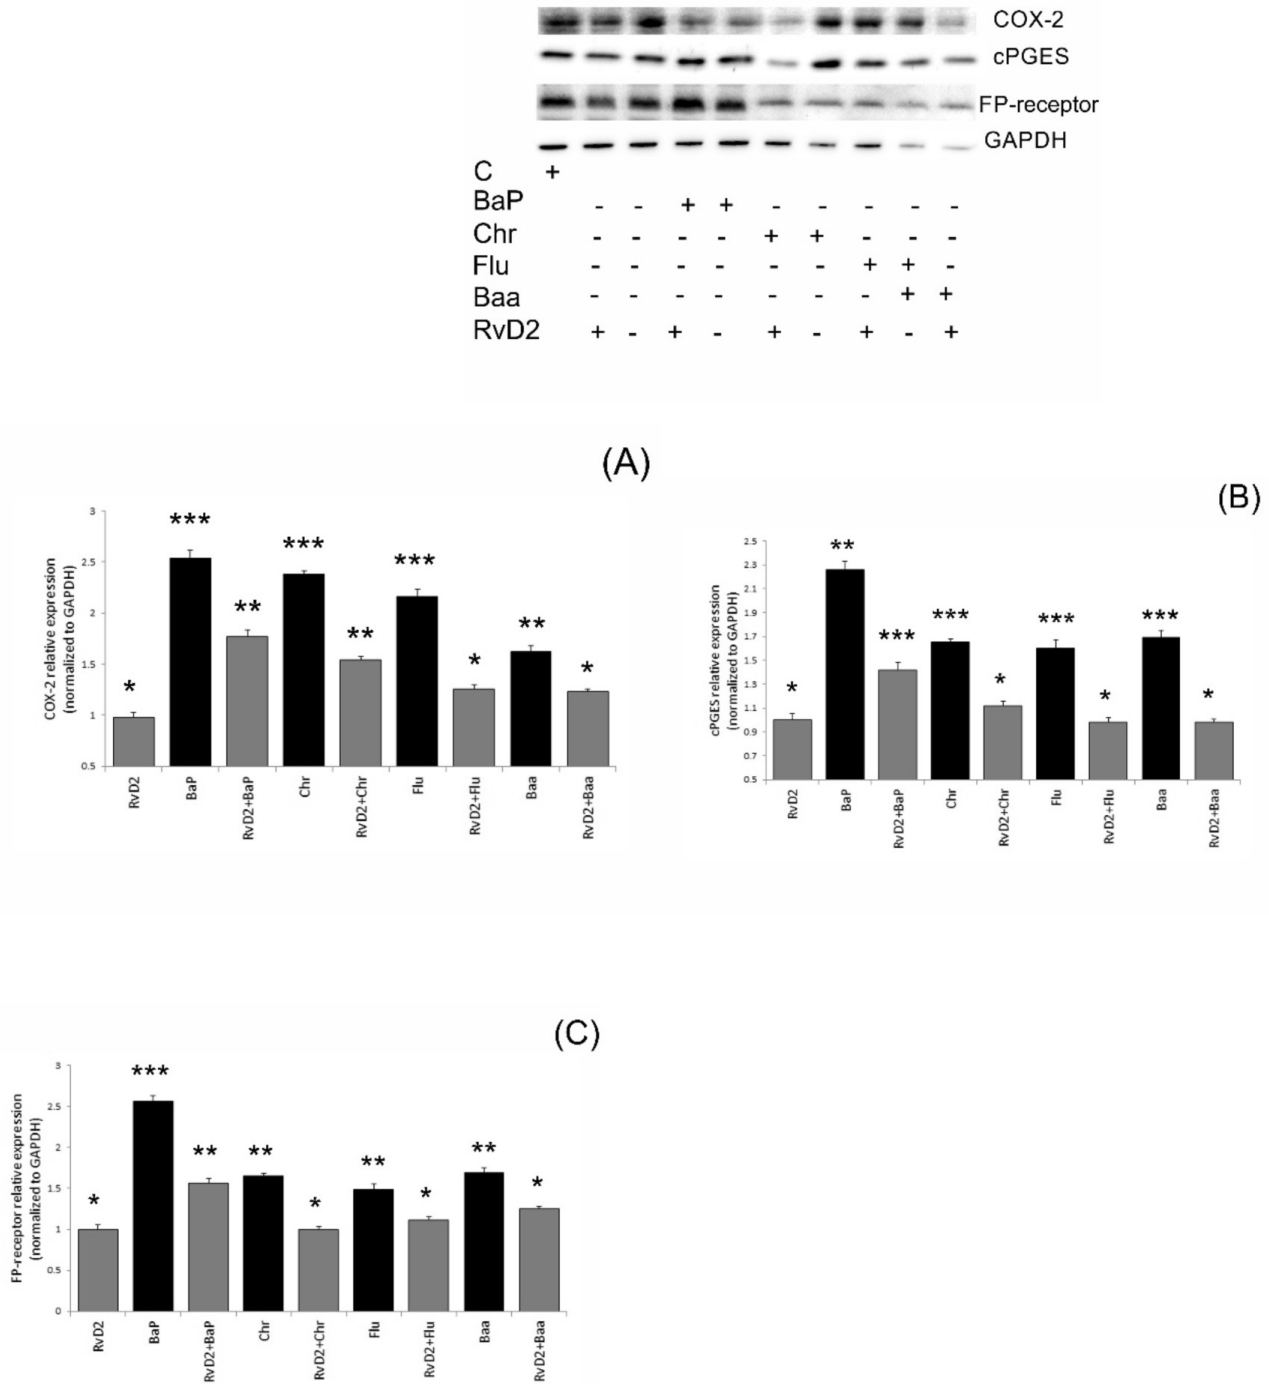 COX-2
cPGES
FP-receptor
GAPDH
C +
BaP - - + + - - - - -
Chr - - - - + + - - -
Flu - - - - - - + + -
Baa - - - - - - - + +
RvD2 + - + - + - + - +
(A)
COX-2 relative expression
(normalized to GAPDH)
3
2.5
2
1.5
1
0.5
*
***
**
***
**
***
*
**
*
RvD2
BaP
RvD2+BaP
Chr
RvD2+Chr
Flu
RvD2+Flu
Baa
RvD2+Baa
(B)
cPGES relative expression
(normalized to GAPDH)
2.5
2.3
2.1
1.9
1.7
1.5
1.3
1.1
0.9
0.7
0.5
*
**
***
***
*
***
*
***
*
RvD2
BaP
RvD2+BaP
Chr
RvD2+Chr
Flu
RvD2+Flu
Baa
RvD2+Baa
(C)
FP-receptor relative expression
(normalized to GAPDH)
3
2.5
2
1.5
1
0.5
0
*
***
**
**
*
**
*
**
*
RvD2
BaP
RvD2+BaP
Chr
RvD2+Chr
Flu
RvD2+Flu
Baa
RvD2+Baa